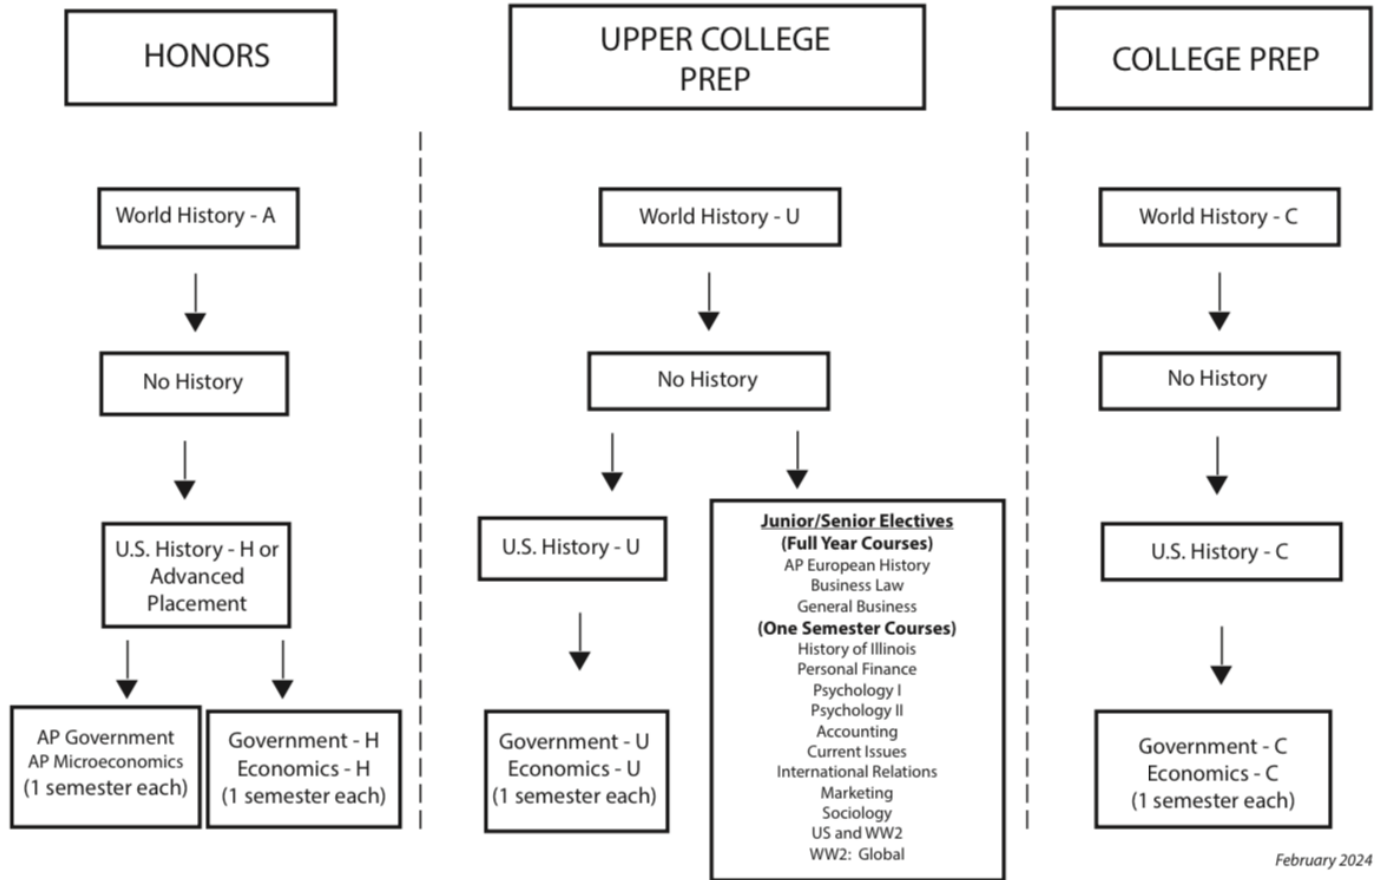 HONORS
UPPER COLLEGE
PREP
COLLEGE PREP
World History - A
World History - U
World History - C
No History
No History
No History
U.S. History - H or
Advanced
Placement
U.S. History - U
Junior/Senior Electives
(Full Year Courses)
AP European History
Business Law
General Business
(One Semester Courses)
History of Illinois
Personal Finance
Psychology I
Psychology II
Accounting
Current Issues
International Relations
Marketing
Sociology
US and WW2
WW2: Global
U.S. History - C
AP Government
AP Microeconomics
(1 semester each)
Government - H
Economics - H
(1 semester each)
Government - U
Economics - U
(1 semester each)
Government - C
Economics - C
(1 semester each)
February 2024